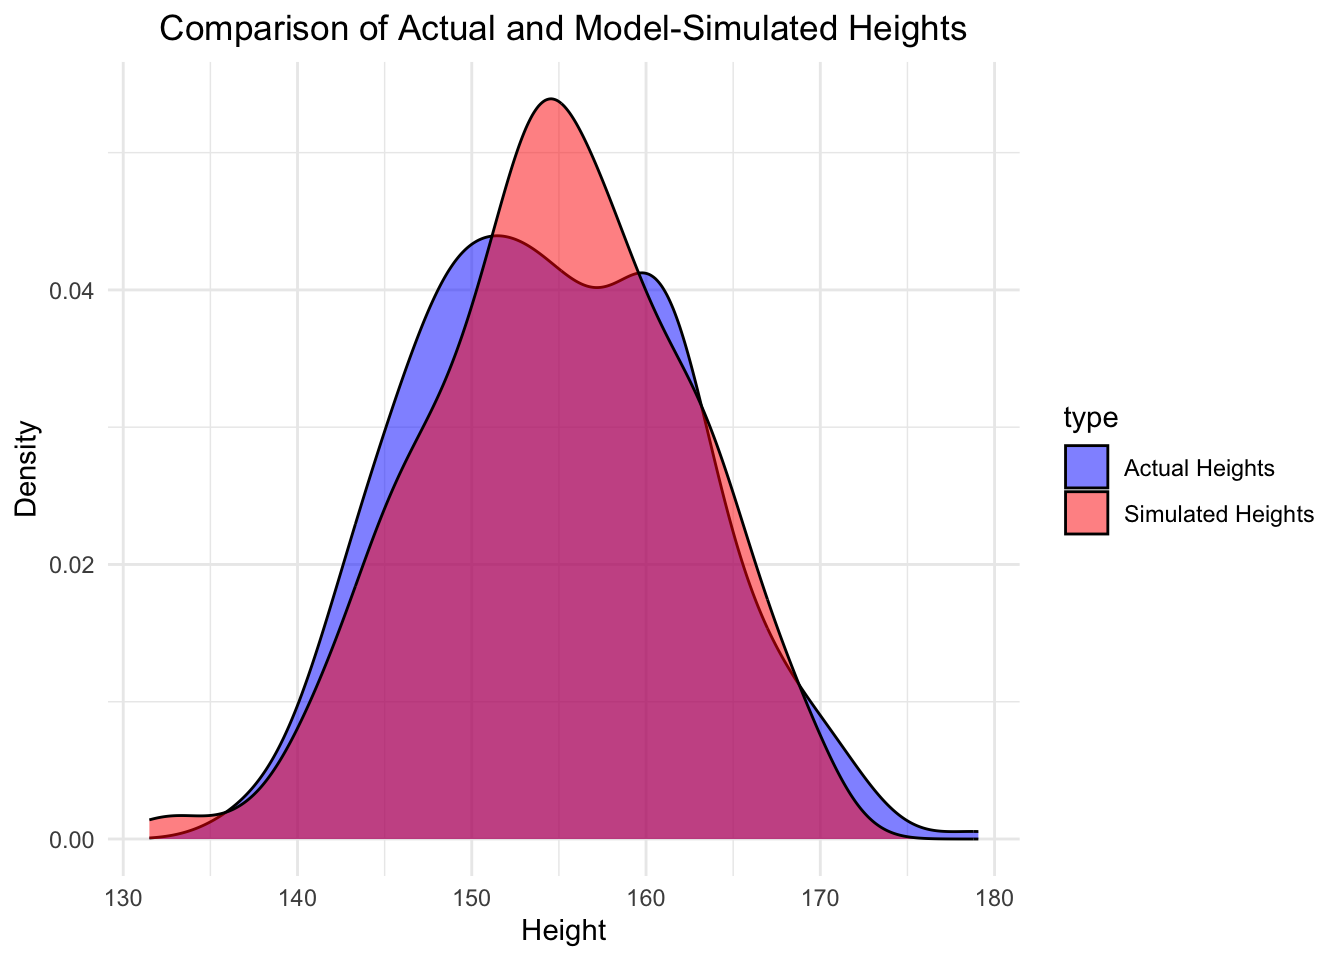 Comparison of Actual and Model-Simulated Heights
Density
0.04
0.02
0.00
130 140 150 160 170 180
Height
type
Actual Heights
Simulated Heights